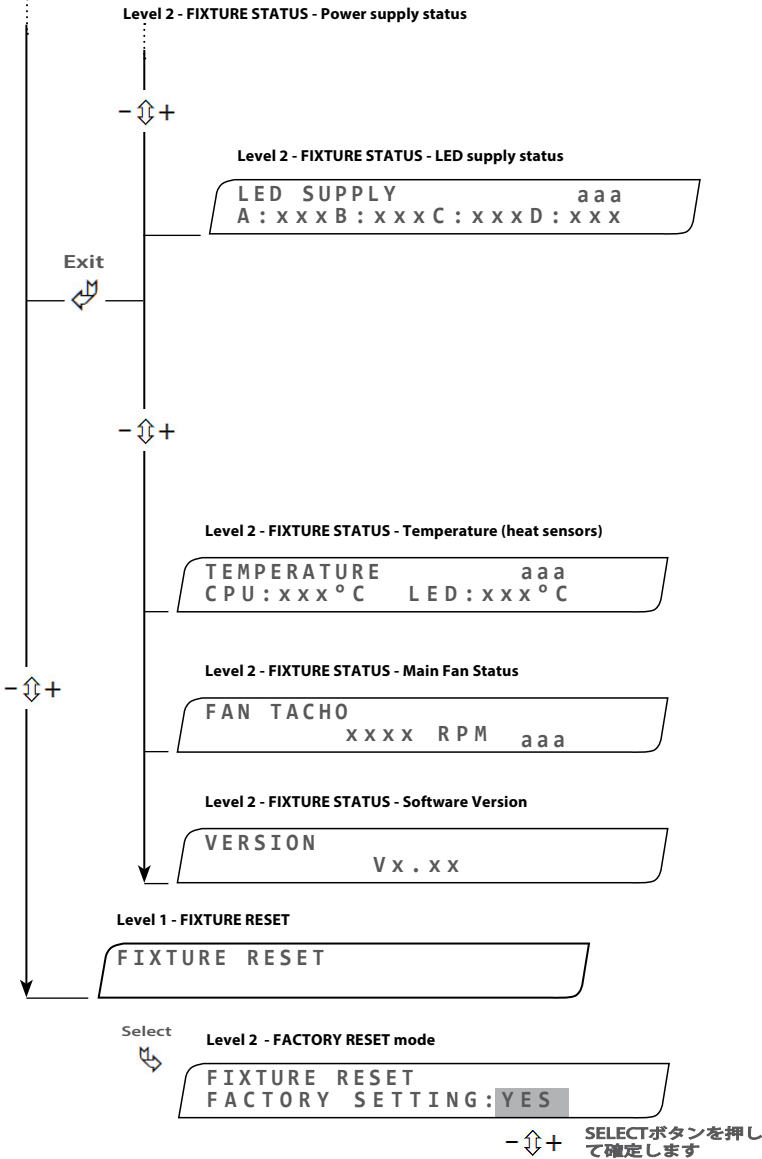 Level 2 - FIXTURE STATUS - Power supply status
- +
Level 2 - FIXTURE STATUS - LED supply status
LED SUPPLY aaa
A:xxxB:xxxC:xxxD:xxx
Exit
- +
Level 2 - FIXTURE STATUS - Temperature (heat sensors)
TEMPERATURE aaa
CPU:xxx°C LED:xxx°C
Level 2 - FIXTURE STATUS - Main Fan Status
- +
FAN TACHO
xxxx RPM aaa
Level 2 - FIXTURE STATUS - Software Version
VERSION
Vx.xx
Level 1 - FIXTURE RESET
FIXTURE RESET
Select
Level 2 - FACTORY RESET mode
FIXTURE RESET
FACTORY SETTING:YES
- +
SELECTボタンを押し
て確定します